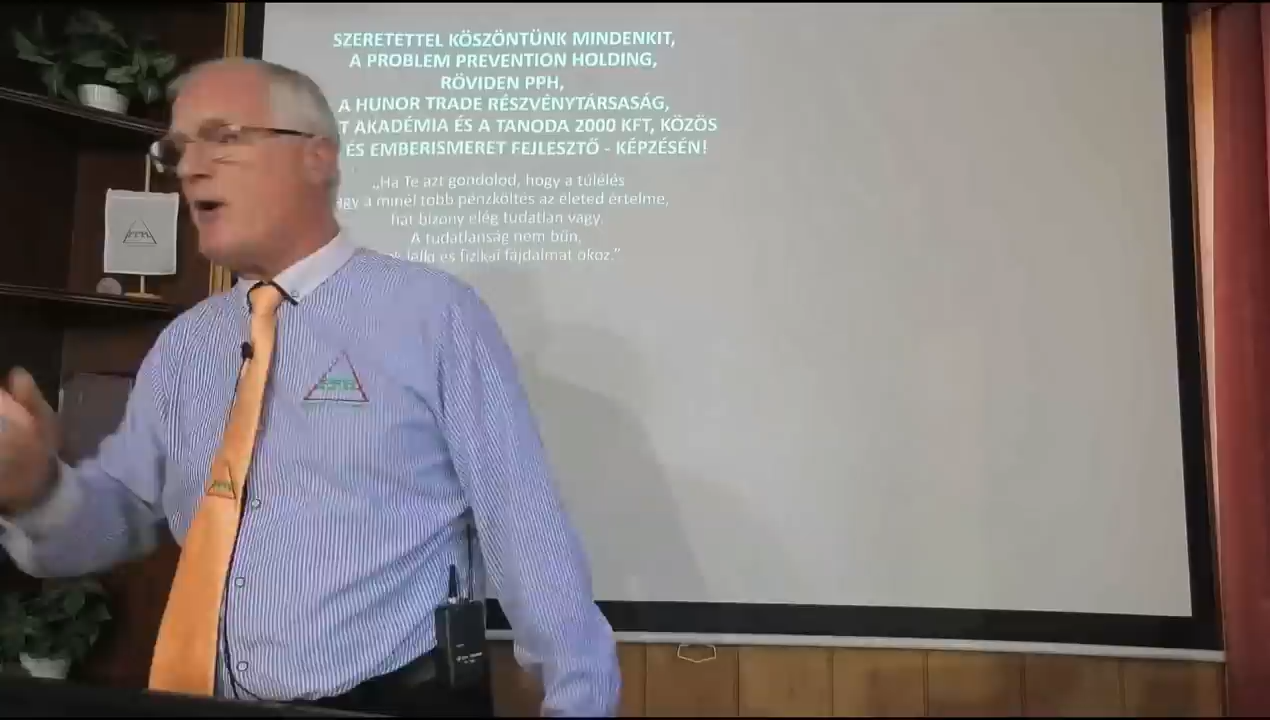 SZERETETTEL KÖSZÖNTÜNK MINDENKIT,
A PROBLEM PREVENTION HOLDING,
RÖVIDEN PPH,
A HUNOR TRADE RÉSZVÉNYTÁRSASÁG,
T AKADÉMIA ÉS A TANODA 2000 KFT, KÖZÖS
ÉS EMBERISMERET FEJLESZTŐ - KÉPZÉSÉN!
„Ha Te azt gondolod, hogy a túlélés
a minél több pénzköltés az életed értelme,
hát bizony elég tudatlan vagy.
A tudatlanság nem bűn,
lelki és fizikai fájdalmat okoz.”